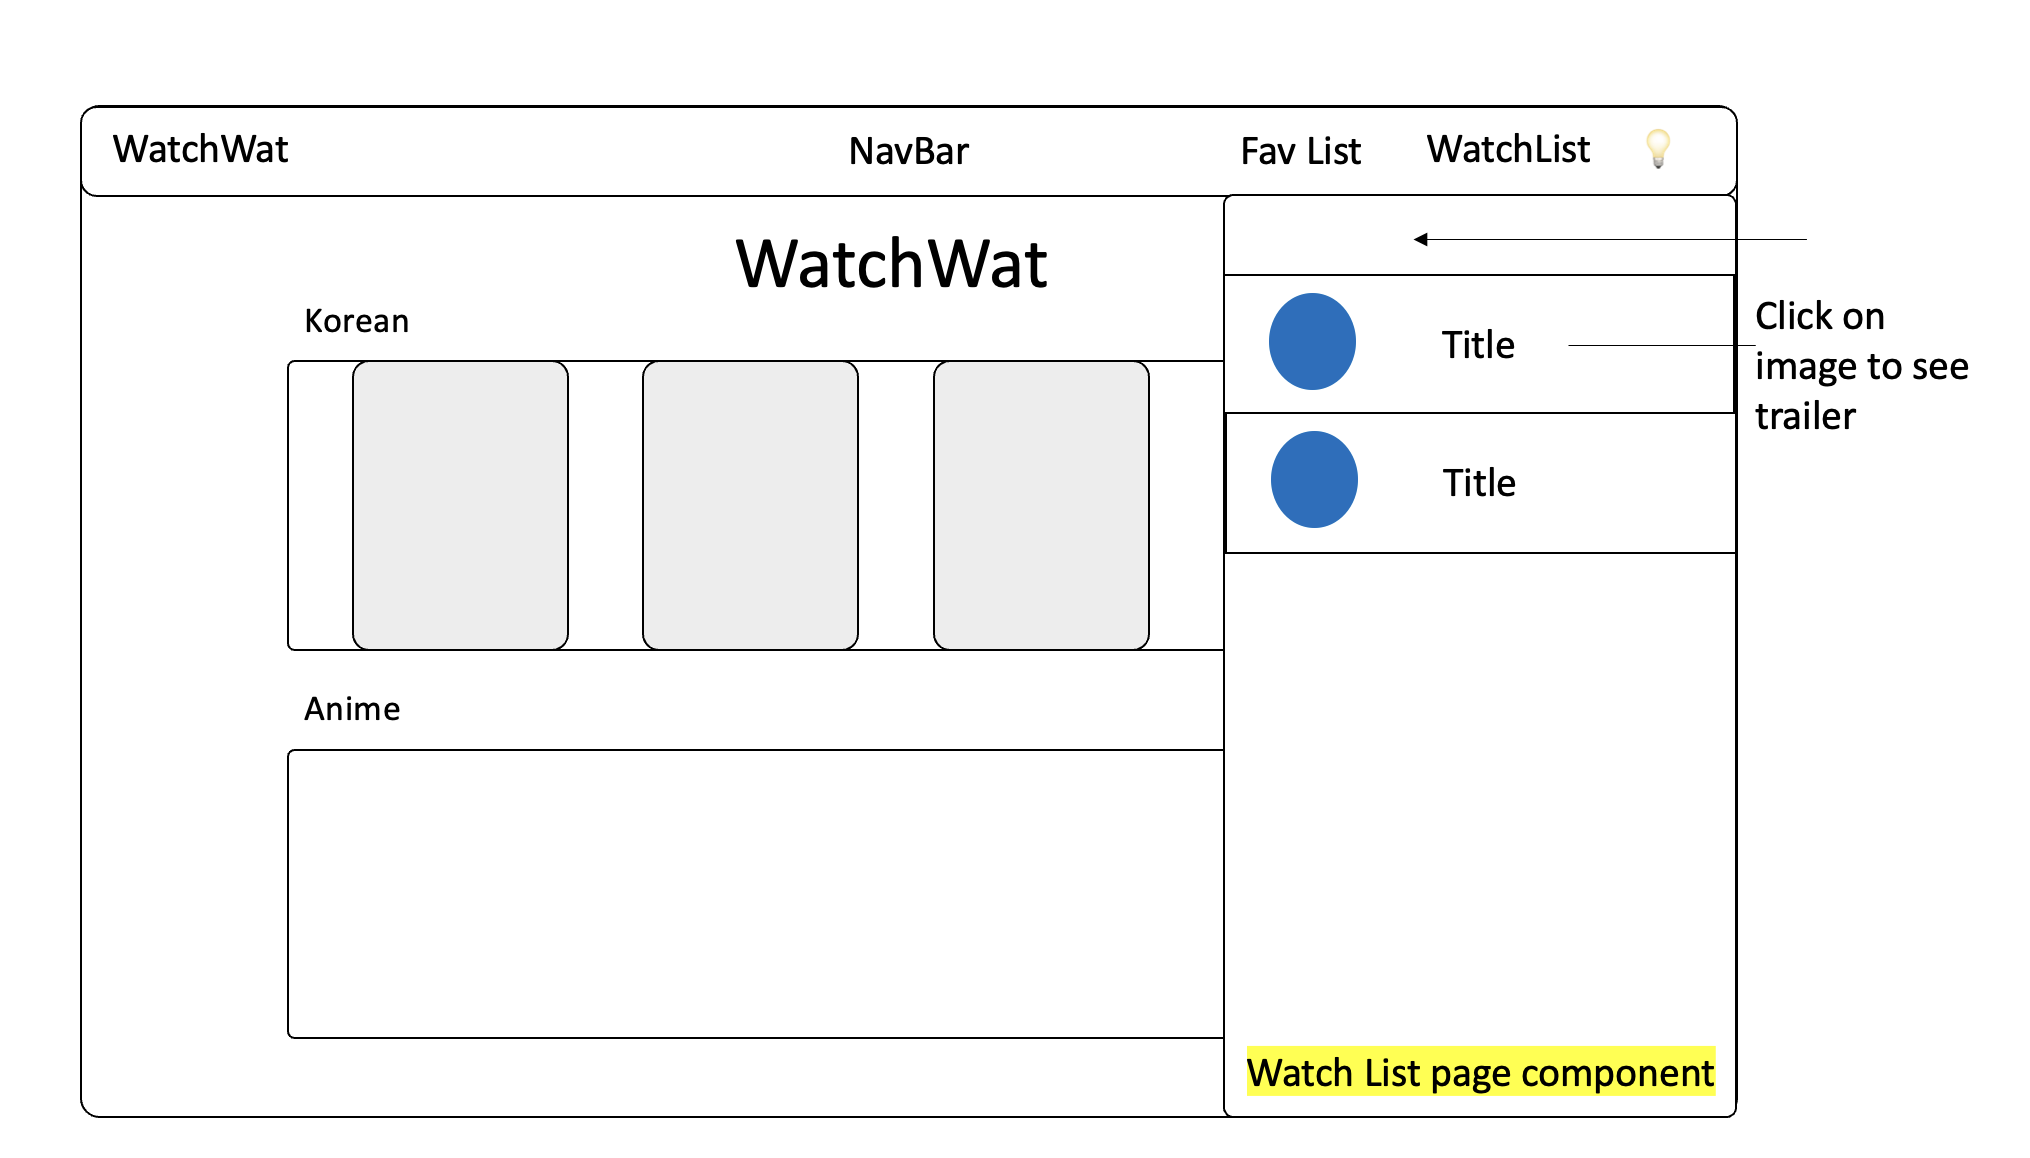 WatchWat
NavBar
Fav List
WatchList
WatchWat
Korean
Title
Click on
image to see
trailer
Title
Anime
Watch List page component